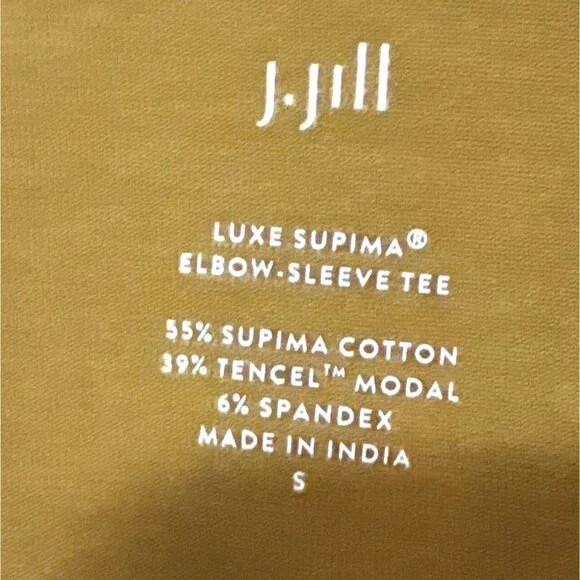 J.Jill
LUXE SUPIMA®
ELBOW-SLEEVE TEE
55% SUPIMA COTTON
39% TENCEL™ MODAL
6% SPANDEX
MADE IN INDIA
S